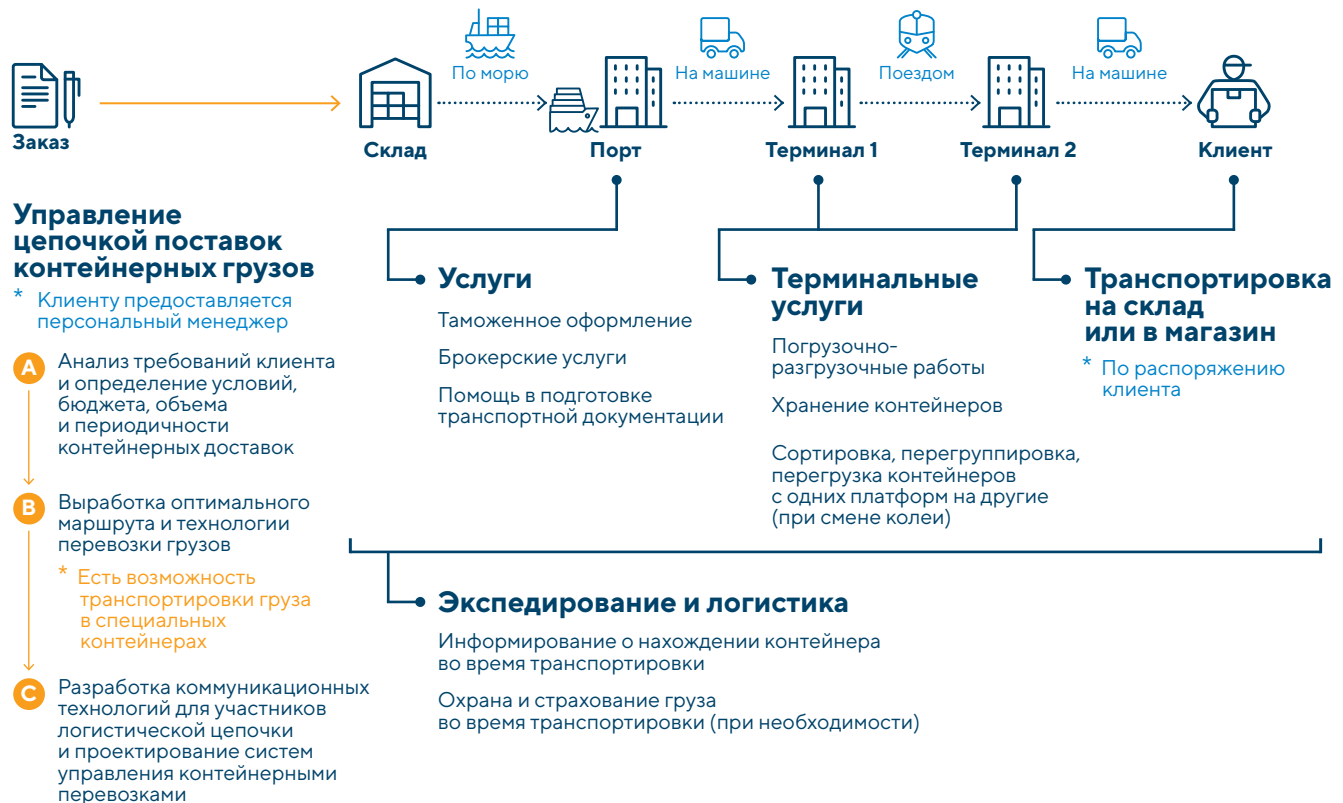 По морю
На машине
Поездом
На машине
Заказ
Склад
Порт
Терминал 1
Терминал 2
Клиент
Управление
цепочкой поставок
контейнерных грузов
* Клиенту предоставляется
персональный менеджер
A
Анализ требований клиента
и определение условий,
бюджета, объема
и периодичности
контейнерных доставок
B
Выработка оптимального
маршрута и технологии
перевозки грузов
* Есть возможность
транспортировки груза
в специальных
контейнерах
C
Разработка коммуникационных
технологий для участников
логистической цепочки
и проектирование систем
управления контейнерными
перевозками
Услуги
Таможенное оформление
Брокерские услуги
Помощь в подготовке
транспортной документации
Терминальные
услуги
Погрузочно-
разгрузочные работы
Хранение контейнеров
Сортировка, перегруппировка,
перегрузка контейнеров
с одних платформ на другие
(при смене колеи)
Транспортировка
на склад
или в магазин
* По распоряжению
клиента
Экспедирование и логистика
Информирование о нахождении контейнера
во время транспортировки
Охрана и страхование груза
во время транспортировки (при необходимости)